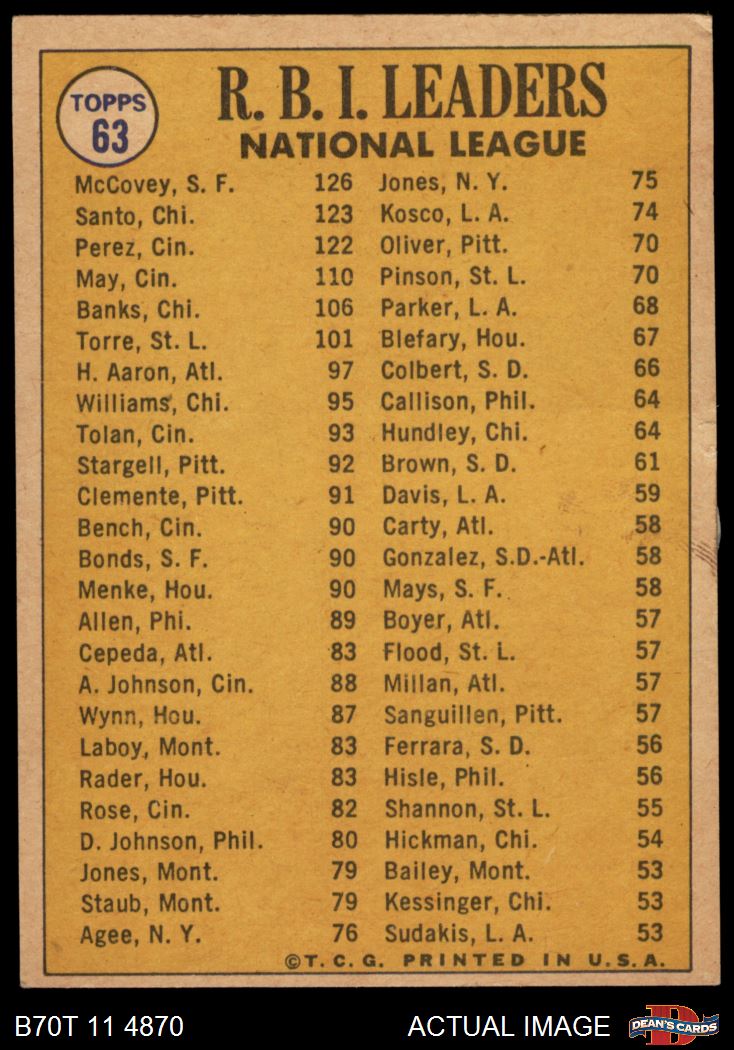 TOPPS
63
R. B. I. LEADERS
NATIONAL LEAGUE
McCovey, S. F. 126
Santo, Chi. 123
Perez, Cin. 122
May, Cin. 110
Banks, Chi. 106
Torre, St. L. 101
H. Aaron, Atl. 97
Williams, Chi. 95
Tolan, Cin. 93
Stargell, Pitt. 92
Clemente, Pitt. 91
Bench, Cin. 90
Bonds, S. F. 90
Menke, Hou. 90
Allen, Phi. 89
Cepeda, Atl. 83
A. Johnson, Cin. 88
Wynn, Hou. 87
Laboy, Mont. 83
Rader, Hou. 83
Rose, Cin. 82
D. Johnson, Phil. 80
Jones, Mont. 79
Staub, Mont. 79
Agee, N. Y. 76
Jones, N. Y. 75
Kosco, L. A. 74
Oliver, Pitt. 70
Pinson, St. L. 70
Parker, L. A. 68
Blefary, Hou. 67
Colbert, S. D. 66
Callison, Phil. 64
Hundley, Chi. 64
Brown, S. D. 61
Davis, L. A. 59
Carty, Atl. 58
Gonzalez, S.D.-Atl. 58
Mays, S. F. 58
Boyer, Atl. 57
Flood, St. L. 57
Millan, Atl. 57
Sanguillen, Pitt. 57
Ferrara, S. D. 56
Hisle, Phil. 56
Shannon, St. L. 55
Hickman, Chi. 54
Bailey, Mont. 53
Kessinger, Chi. 53
Sudakis, L. A. 53
©T. C. G. PRINTED IN U.S.A.
B70T 11 4870
ACTUAL IMAGE
DEAN'S CARDS